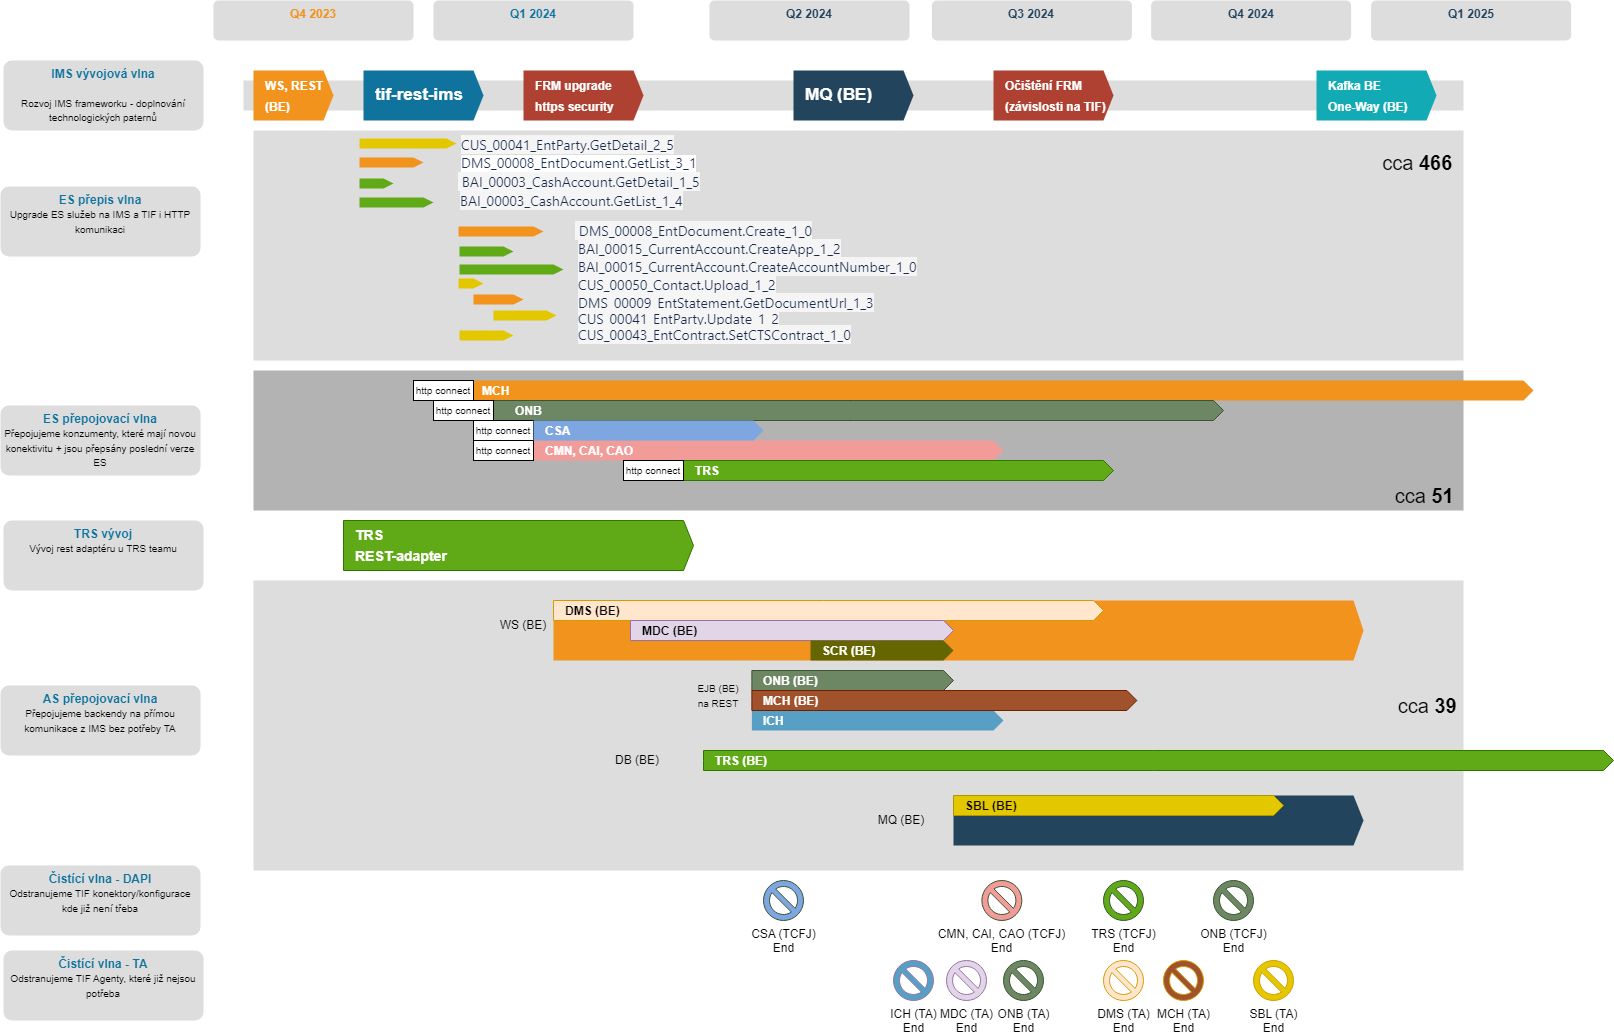 Q4 2023
Q1 2024
Q2 2024
Q3 2024
Q4 2024
Q1 2025
IMS vývojová vlna
Rozvoj IMS frameworku - doplnování
technologických paternů
WS, REST
(BE)
tif-rest-ims
FRM upgrade
https security
MQ (BE)
Očištění FRM
(závislosti na TIF)
Kafka BE
One-Way (BE)
ES přepis vlna
Upgrade ES služeb na IMS a TIF i HTTP
komunikaci
CUS_00041_EntParty.GetDetail_2_5
DMS_00008_EntDocument.GetList_3_1
BAI_00003_CashAccount.GetDetail_1_5
BAI_00003_CashAccount.GetList_1_4
cca 466
DMS_00008_EntDocument.Create_1_0
BAI_00015_CurrentAccount.CreateApp_1_2
BAI_00015_CurrentAccount.CreateAccountNumber_1_0
CUS_00050_Contact.Upload_1_2
DMS_00009_EntStatement.GetDocumentUrl_1_3
CUS_00041_EntParty.Update_1_2
CUS_00043_EntContract.SetCTSContract_1_0
ES přepojovací vlna
Přepojujeme konzumenty, které mají novou
konektivitu + jsou přepsány poslední verze
ES
http connect
MCH
http connect
ONB
http connect
CSA
http connect
CMN, CAI, CAO
http connect
TRS
cca 51
TRS vývoj
Vývoj rest adaptéru u TRS teamu
TRS
REST-adapter
AS přepojovací vlna
Přepojujeme backendy na přímou
komunikace z IMS bez potřeby TA
WS (BE)
DMS (BE)
MDC (BE)
SCR (BE)
EJB (BE)
na REST
ONB (BE)
MCH (BE)
ICH
cca 39
DB (BE)
TRS (BE)
MQ (BE)
SBL (BE)
Čistící vlna - DAPI
Odstranujeme TIF konektory/konfigurace
kde již není třeba
CSA (TCFJ)
End
CMN, CAI, CAO (TCFJ)
End
TRS (TCFJ)
End
ONB (TCFJ)
End
Čistící vlna - TA
Odstranujeme TIF Agenty, které již nejsou
potřeba
ICH (TA)
End
MDC (TA)
End
ONB (TA)
End
DMS (TA)
End
MCH (TA)
End
SBL (TA)
End